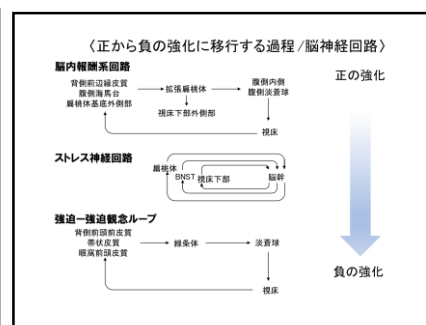 〈正から負の強化に移行する過程/脳神経回路〉
脳内報酬系回路
背側前辺縁皮質
腹側海馬台
扁桃体基底外側部
拡張扁桃体
腹側内側
腹側淡蒼球
視床下部外側部
視床
正の強化
ストレス神経回路
扁桃体
BNST
視床下部
脳幹
強迫ー強迫観念ループ
背側前頭前皮質
帯状皮質
眼窩前頭皮質
線条体
淡蒼球
視床
負の強化